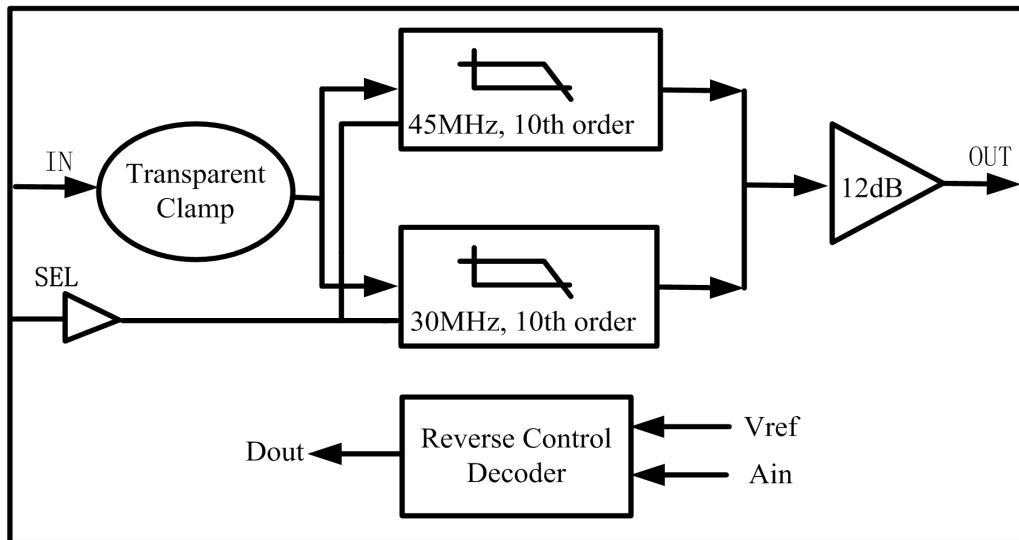 45MHz, 10th order
IN
Transparent
Clamp
OUT
12dB
SEL
30MHz, 10th order
Reverse Control
Decoder
Vref
Dout
Ain